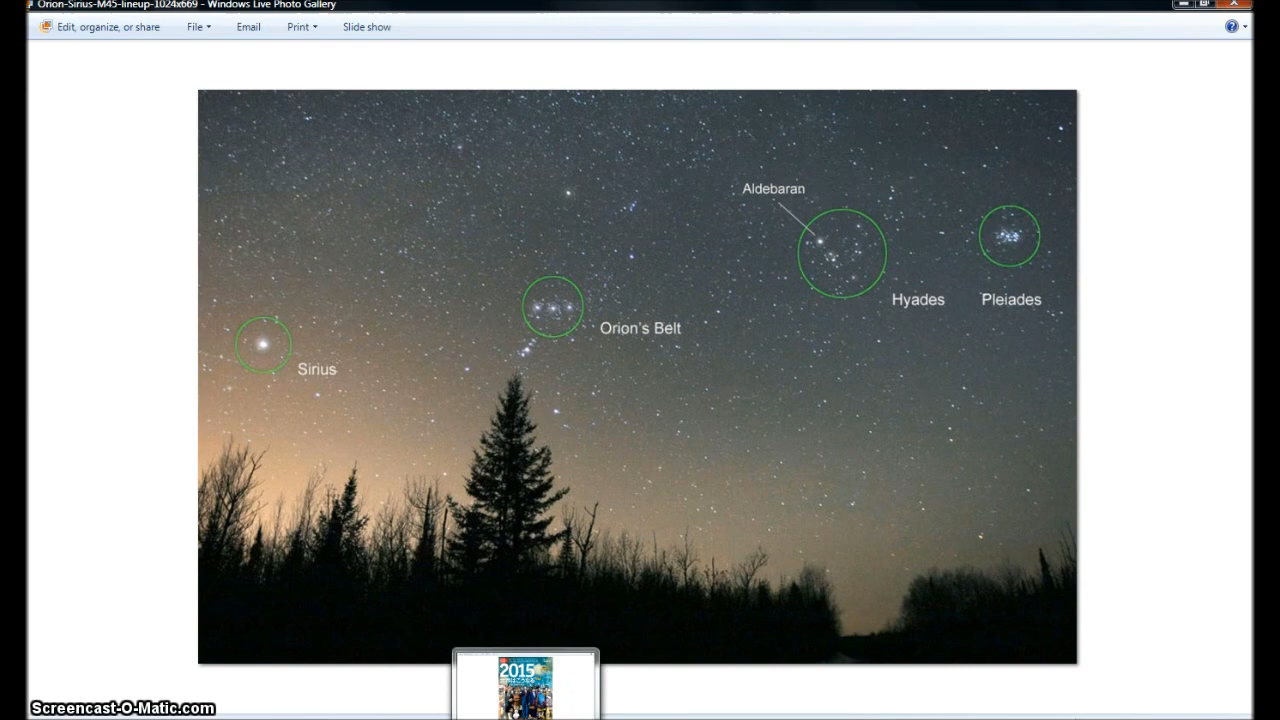 Orion-Sirius-M45-lineup-1024x669 - Windows Live Photo Gallery
Edit, organize, or share File Email Print Slide show
Aldebaran
Hyades Pleiades
Orion's Belt
Sirius
2015
Screencast-O-Matic.com